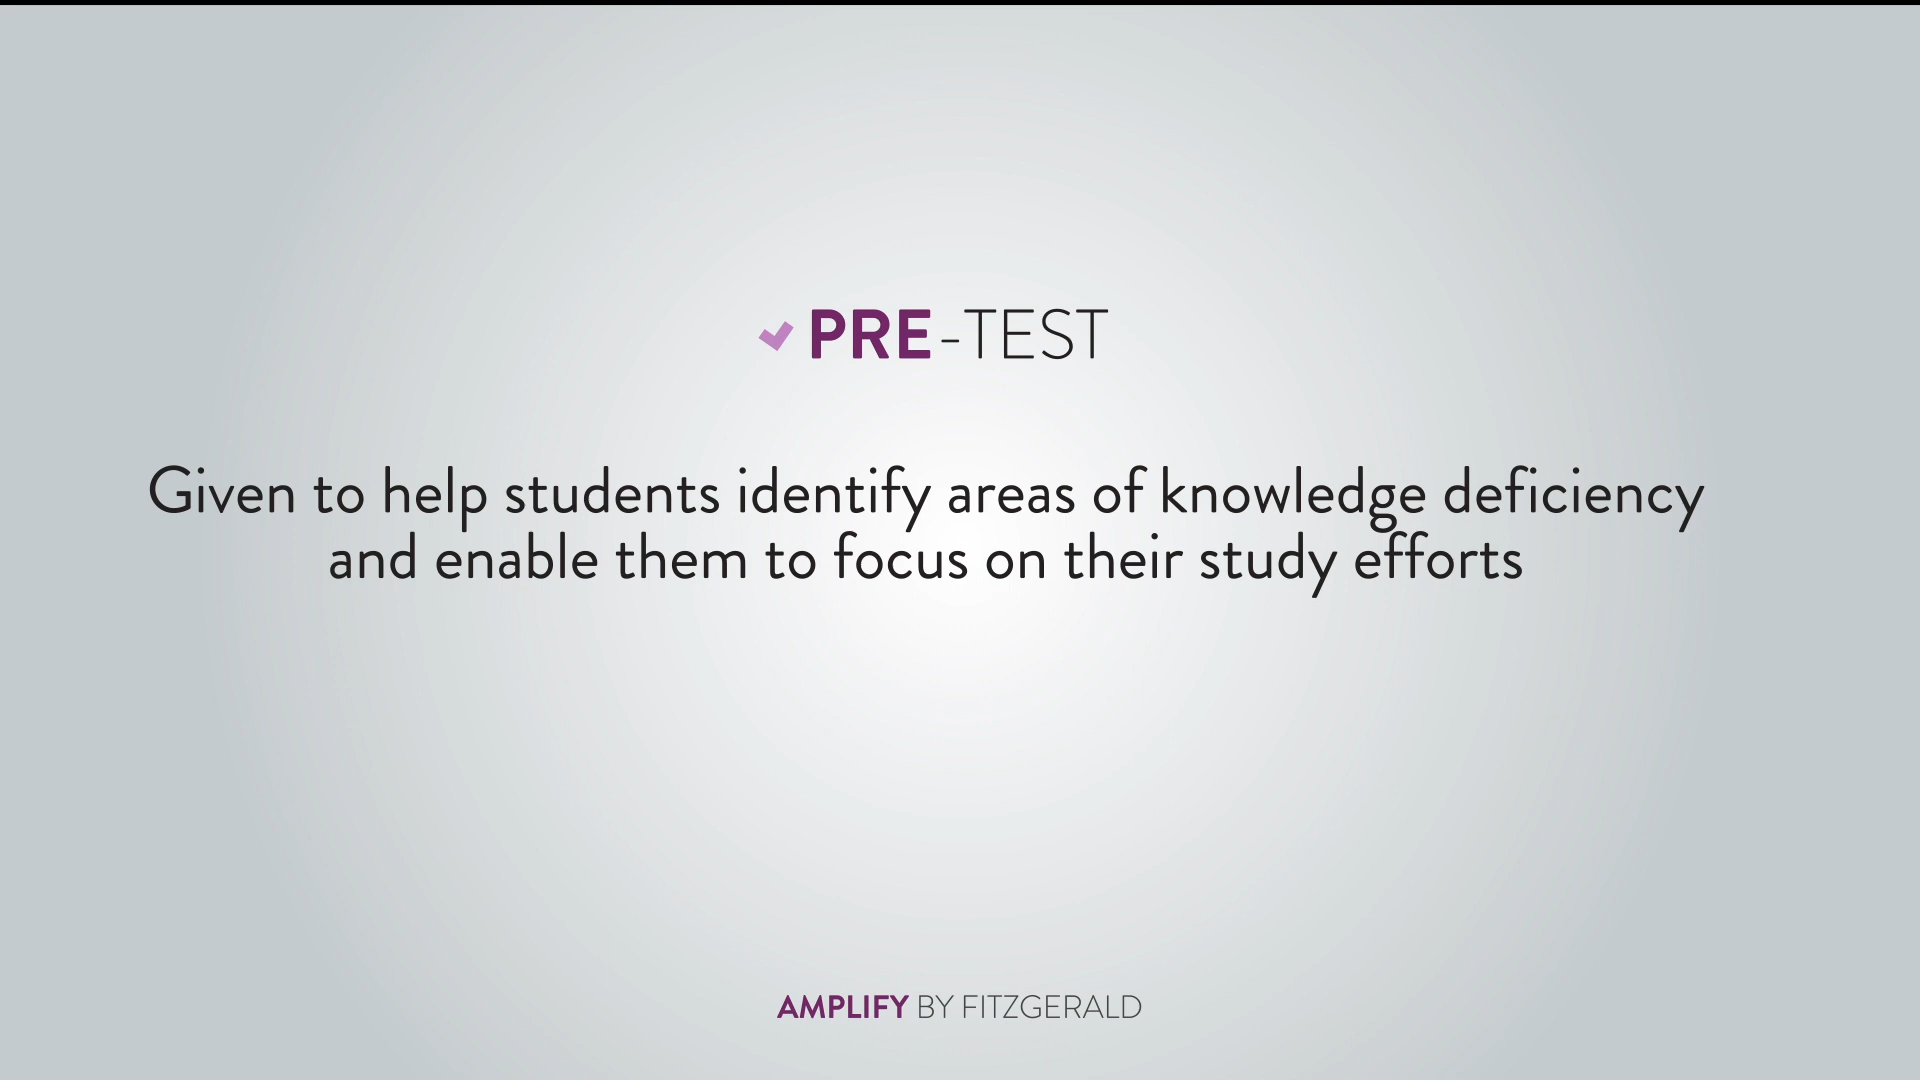 PRE-TEST
Given to help students identify areas of knowledge deficiency
and enable them to focus on their study efforts
AMPLIFY BY FITZGERALD